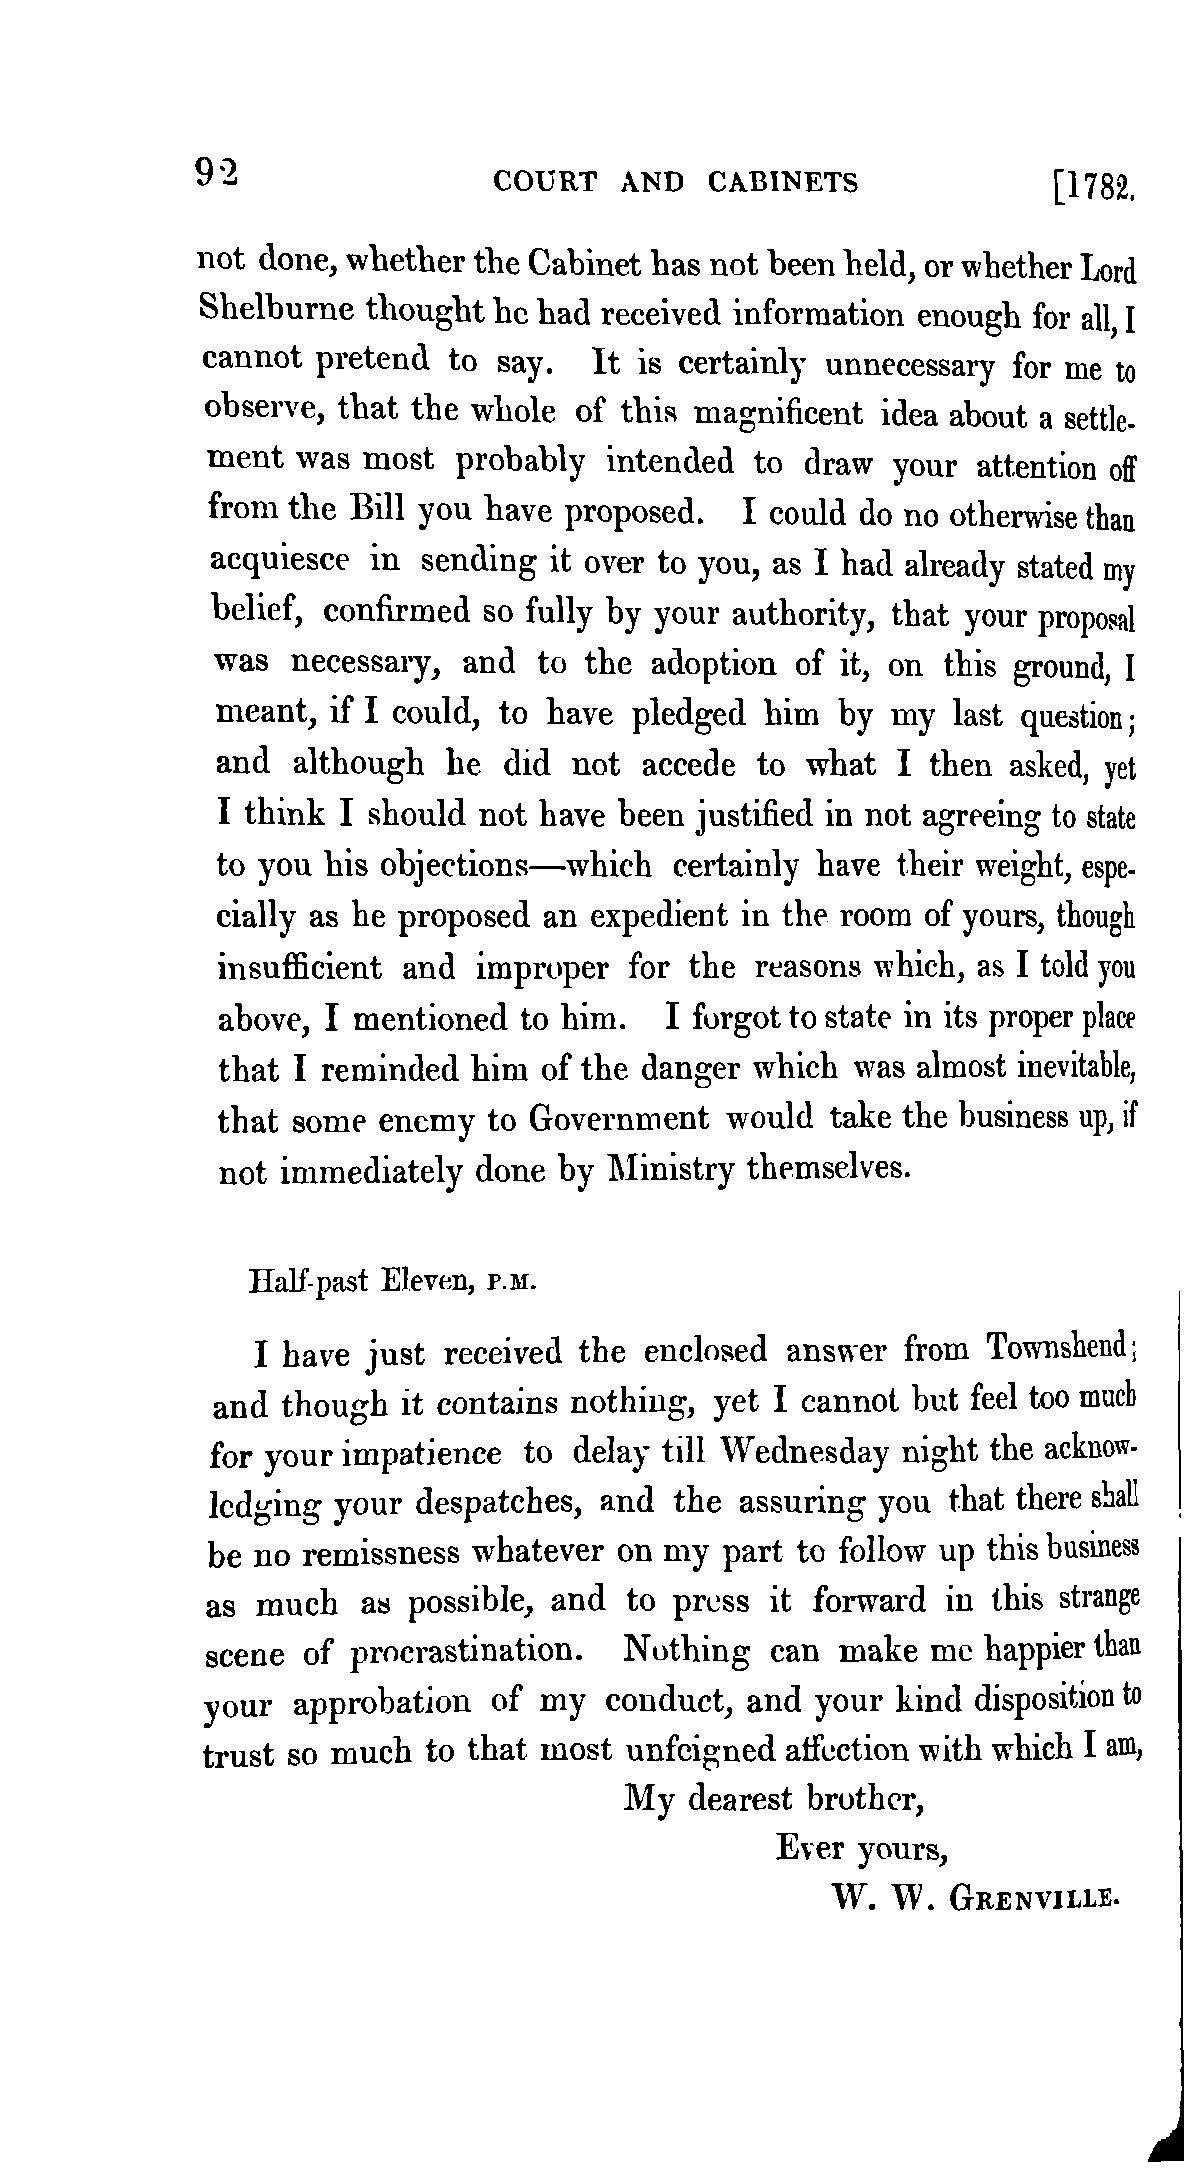 92 COURT AND CABINETS [1782.
not done, whether the Cabinet has not been held, or whether Lord
Shelburne thought he had received information enough for all, I
cannot pretend to say. It is certainly unnecessary for me to
observe, that the whole of this magnificent idea about a settle-
ment was most probably intended to draw your attention off
from the Bill you have proposed. I could do no otherwise than
acquiesce in sending it over to you, as I had already stated my
belief, confirmed so fully by your authority, that your proposal
was necessary, and to the adoption of it, on this ground, I
meant, if I could, to have pledged him by my last question;
and although he did not accede to what I then asked, yet
I think I should not have been justified in not agreeing to state
to you his objections—which certainly have their weight, espe-
cially as he proposed an expedient in the room of yours, though
insufficient and improper for the reasons which, as I told you
above, I mentioned to him. I forgot to state in its proper place
that I reminded him of the danger which was almost inevitable,
that some enemy to Government would take the business up, if
not immediately done by Ministry themselves.
Half-past Eleven, P.M.
I have just received the enclosed answer from Townshend;
and though it contains nothing, yet I cannot but feel too much
for your impatience to delay till Wednesday night the acknow-
ledging your despatches, and the assuring you that there shall
be no remissness whatever on my part to follow up this business
as much as possible, and to press it forward in this strange
scene of procrastination. Nothing can make me happier than
your approbation of my conduct, and your kind disposition to
trust so much to that most unfeigned affection with which I am,
My dearest brother,
Ever yours,
W. W. GRENVILLE.